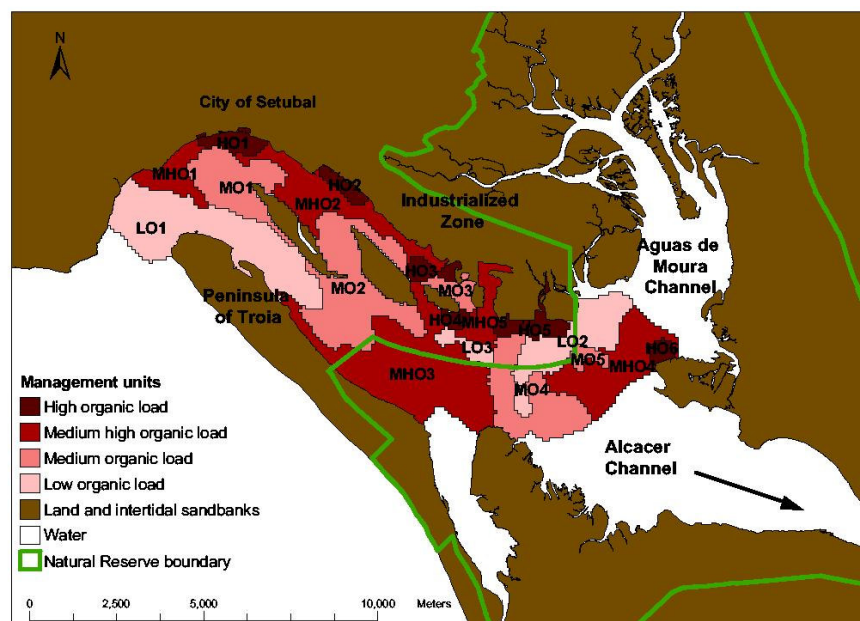 N
City of Setubal
HO1
MHO1
MO1
HO2
MHO2
Industrialized
Zone
LO1
Aguas de
Moura
Channel
HO3
MO3
MO2
Peninsula
of Troia
HO4
MHO5
HO5
LO2
LO3
MO5
HO6
MHO4
MHO3
MO4
Alcacer
Channel
Management units
High organic load
Medium high organic load
Medium organic load
Low organic load
Land and intertidal sandbanks
Water
Natural Reserve boundary
0 2,500 5,000 10,000 Meters